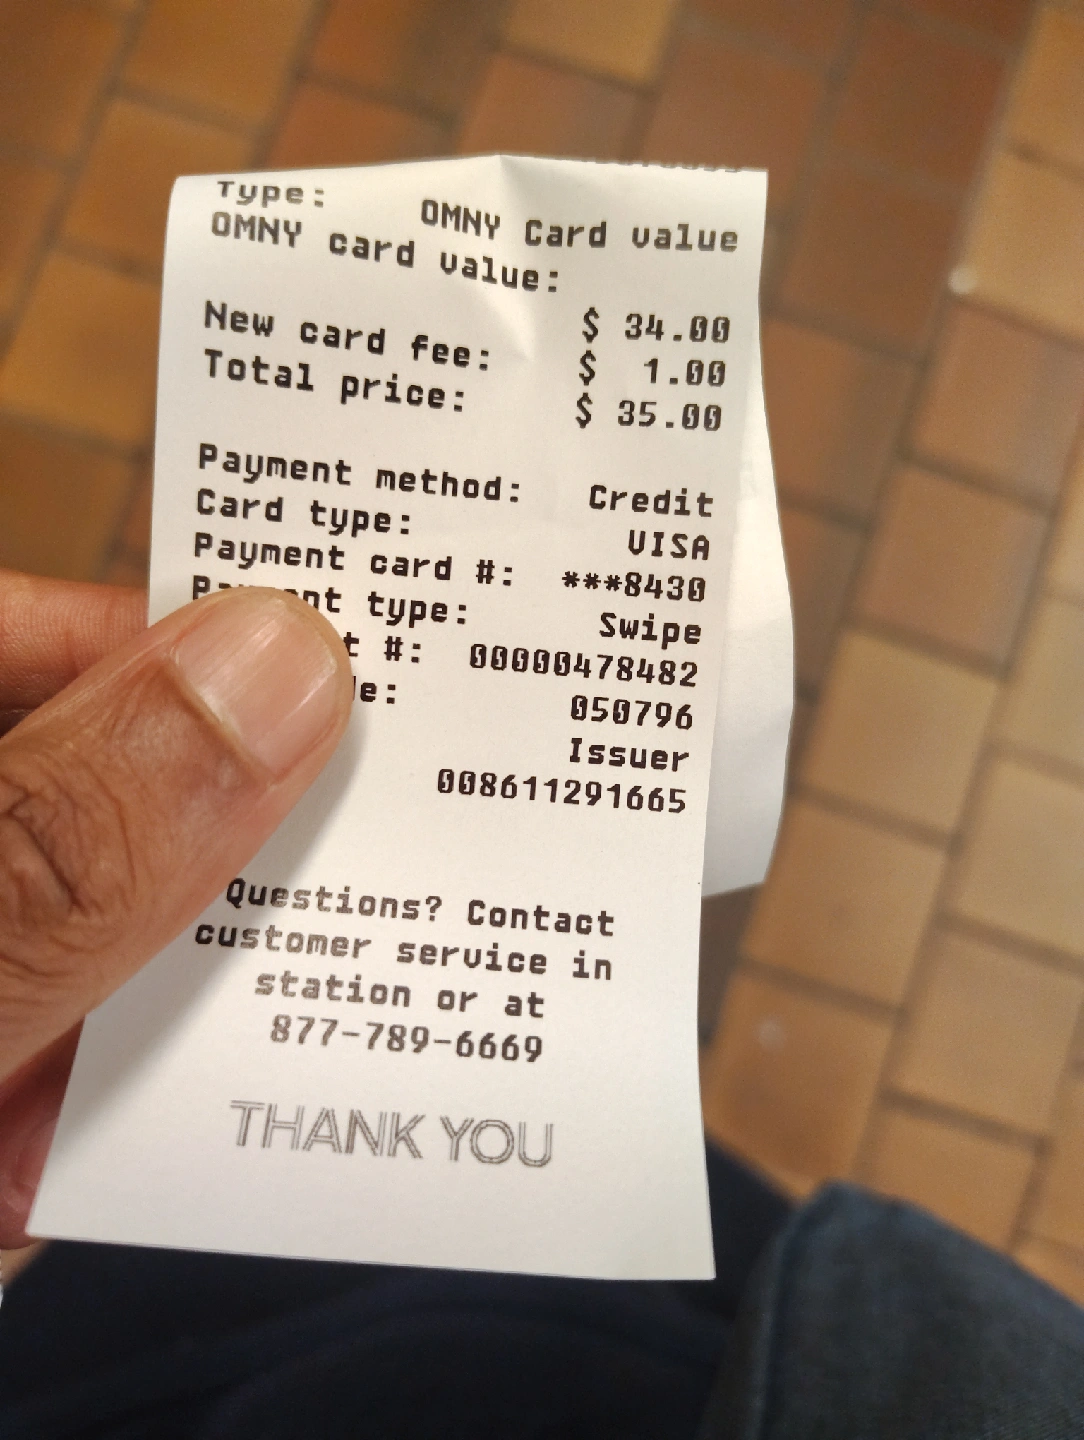 Type: OMNY Card value
OMNY card value:
$ 34.00
New card fee: $ 1.00
Total price: $ 35.00
Payment method: Credit
Card type: VISA
Payment card #: ***8430
type: Swipe
#: 00000478482
050796
Issuer
008611291665
Questions? Contact
customer service in
station or at
877-789-6669
THANK YOU